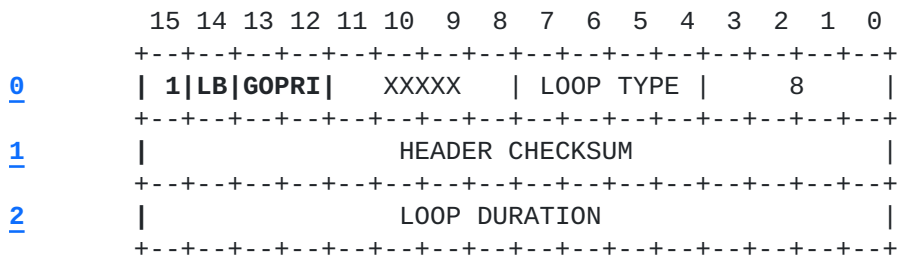 15 14 13 12 11 10 9 8 7 6 5 4 3 2 1 0
+--+--+--+--+--+--+--+--+--+--+--+--+--+--+--+--+
0 | 1|LB|GOPRI| XXXXX | LOOP TYPE | 8 |
+--+--+--+--+--+--+--+--+--+--+--+--+--+--+--+--+
1 | HEADER CHECKSUM |
+--+--+--+--+--+--+--+--+--+--+--+--+--+--+--+--+
2 | LOOP DURATION |
+--+--+--+--+--+--+--+--+--+--+--+--+--+--+--+--+